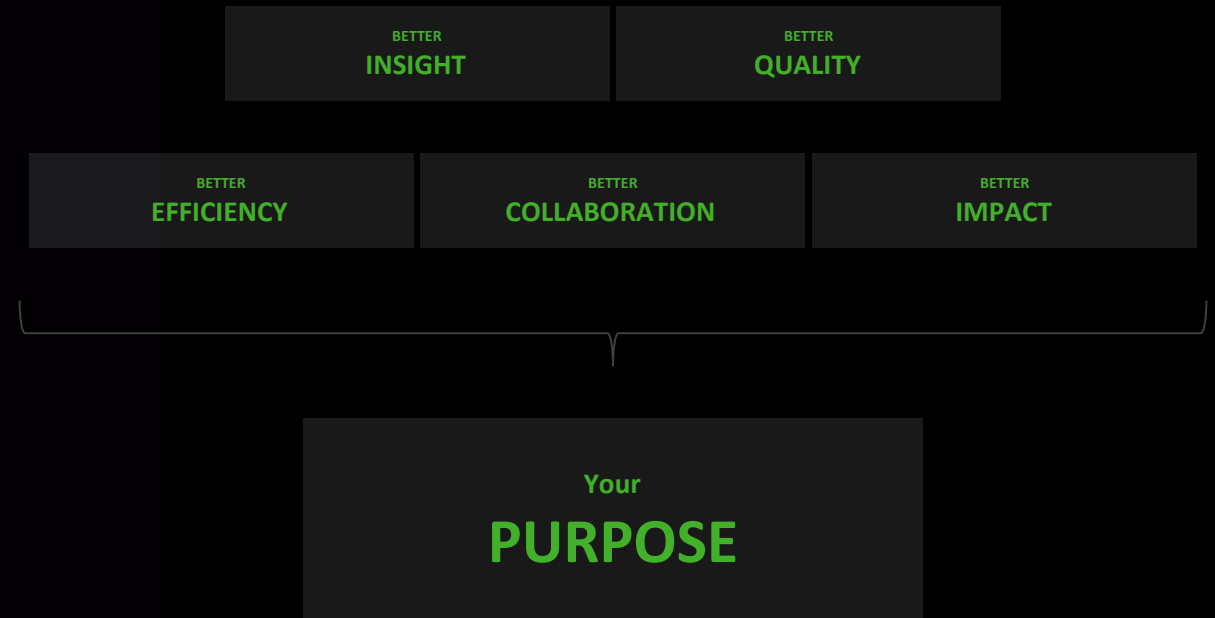 BETTER
INSIGHT
BETTER
QUALITY
BETTER
EFFICIENCY
BETTER
COLLABORATION
BETTER
IMPACT
Your
PURPOSE